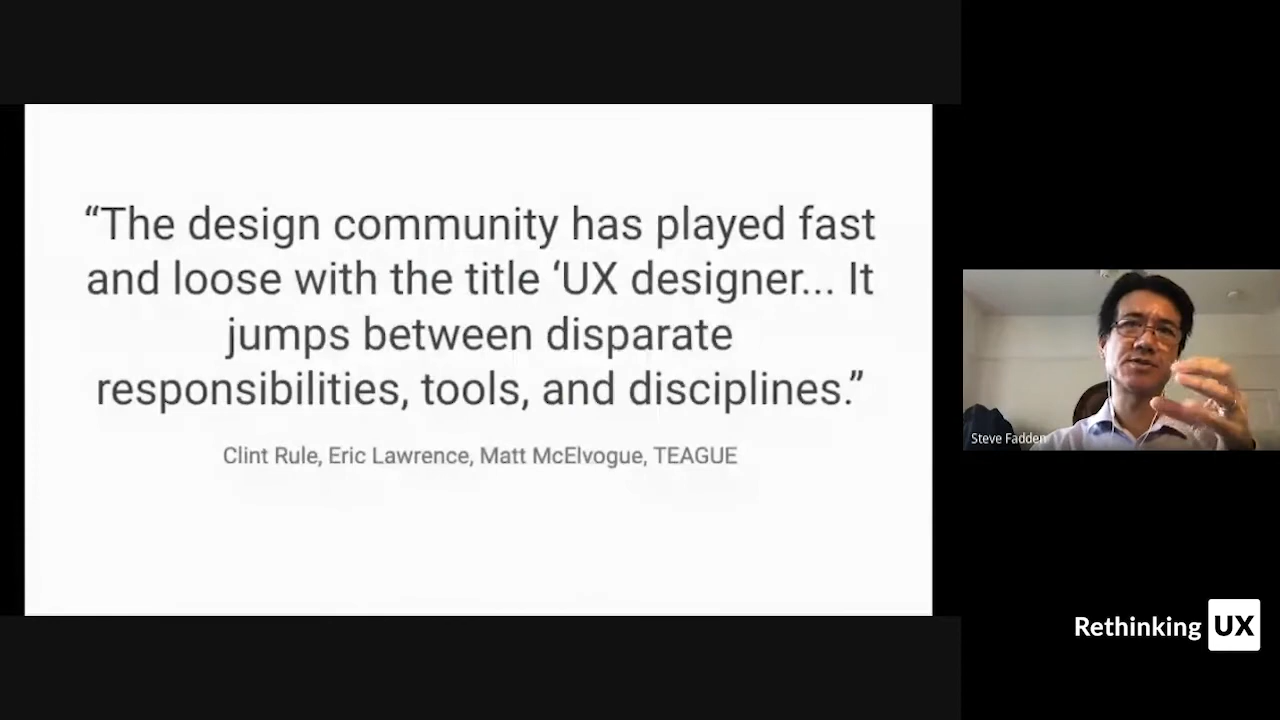 “The design community has played fast
and loose with the title ‘UX designer... It
jumps between disparate
responsibilities, tools, and disciplines.”
Clint Rule, Eric Lawrence, Matt McElvogue, TEAGUE
Steve Fadden
Rethinking UX